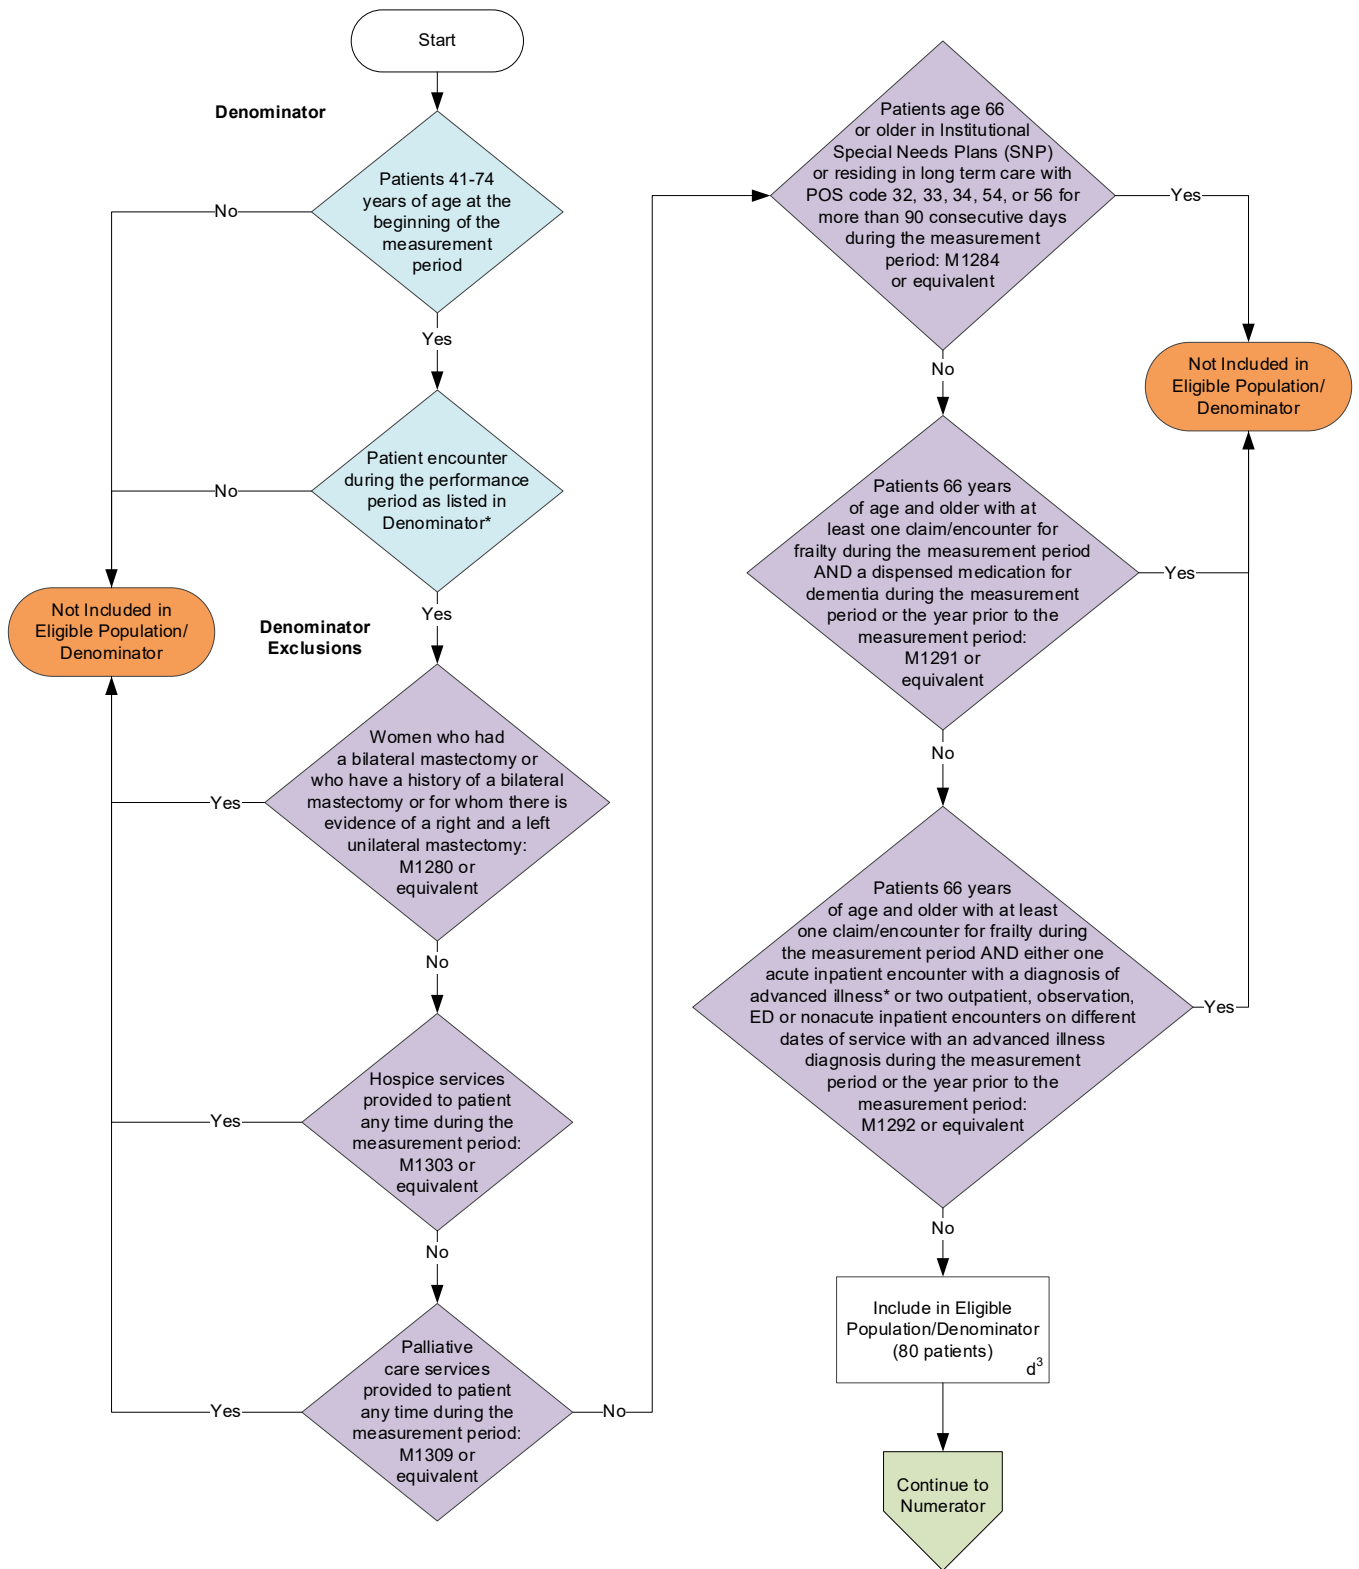 Start
Denominator
Patients 41-74
years of age at the
beginning of the
measurement
period
No
Yes
Patient encounter
during the performance
period as listed in
Denominator*
No
Yes
Not Included in
Eligible Population/
Denominator
Denominator
Exclusions
Women who had
a bilateral mastectomy or
who have a history of a bilateral
mastectomy or for whom there is
evidence of a right and a left
unilateral mastectomy:
M1280 or
equivalent
Yes
No
Hospice services
provided to patient
any time during the
measurement period:
M1303 or
equivalent
Yes
No
Palliative
care services
provided to patient
any time during the
measurement period:
M1309 or
equivalent
Yes
No
Patients age 66
or older in Institutional
Special Needs Plans (SNP)
or residing in long term care with
POS code 32, 33, 34, 54, or 56 for
more than 90 consecutive days
during the measurement
period: M1284
or equivalent
Yes
No
Not Included in
Eligible Population/
Denominator
Patients 66 years
of age and older with at
least one claim/encounter for
frailty during the measurement period
AND a dispensed medication for
dementia during the measurement
period or the year prior to the
measurement period:
M1291 or
equivalent
Yes
No
Patients 66 years
of age and older with at least
one claim/encounter for frailty during
the measurement period AND either one
acute inpatient encounter with a diagnosis of
advanced illness* or two outpatient, observation,
ED or nonacute inpatient encounters on different
dates of service with an advanced illness
diagnosis during the measurement
period or the year prior to the
measurement period:
M1292 or equivalent
Yes
No
Include in Eligible
Population/Denominator
(80 patients)
d³
Continue to
Numerator